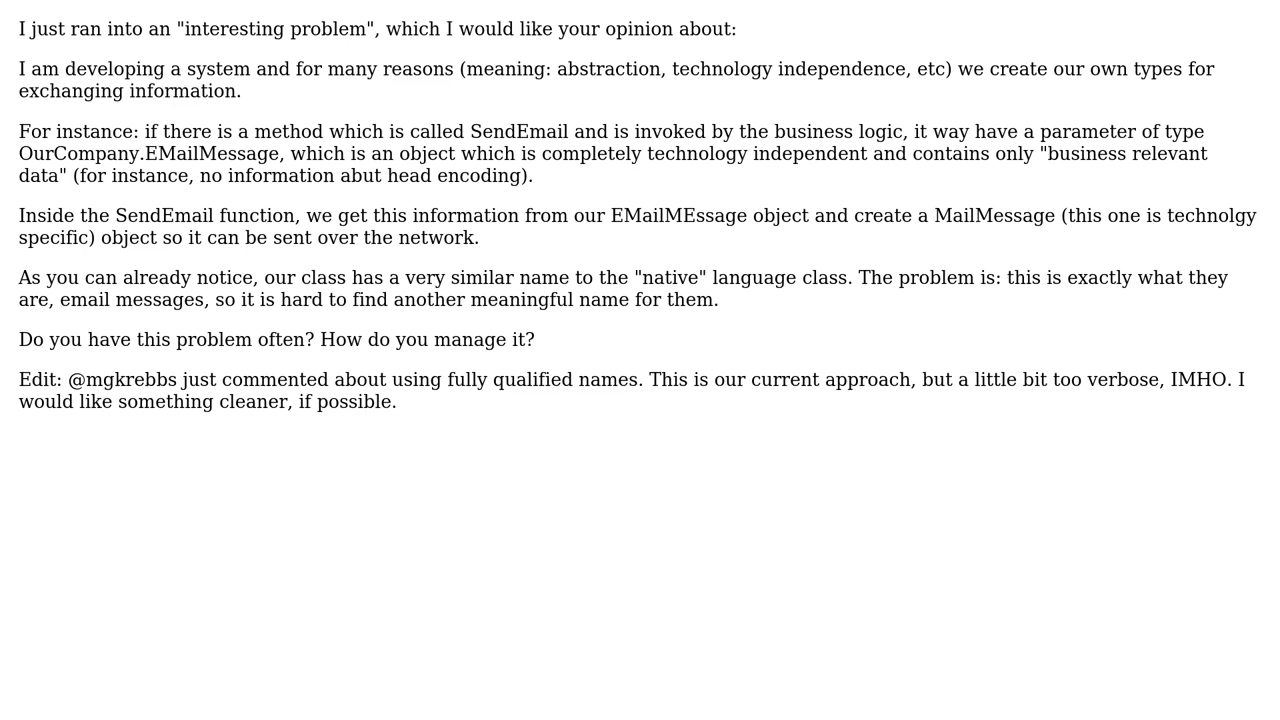 I just ran into an "interesting problem", which I would like your opinion about:
I am developing a system and for many reasons (meaning: abstraction, technology independence, etc) we create our own types for
exchanging information.
For instance: if there is a method which is called SendEmail and is invoked by the business logic, it way have a parameter of type
OurCompany.EMailMessage, which is an object which is completely technology independent and contains only "business relevant
data" (for instance, no information abut head encoding).
Inside the SendEmail function, we get this information from our EMailMEssage object and create a MailMessage (this one is technolgy
specific) object so it can be sent over the network.
As you can already notice, our class has a very similar name to the "native" language class. The problem is: this is exactly what they
are, email messages, so it is hard to find another meaningful name for them.
Do you have this problem often? How do you manage it?
Edit: @mgkrebbs just commented about using fully qualified names. This is our current approach, but a little bit too verbose, IMHO. I
would like something cleaner, if possible.